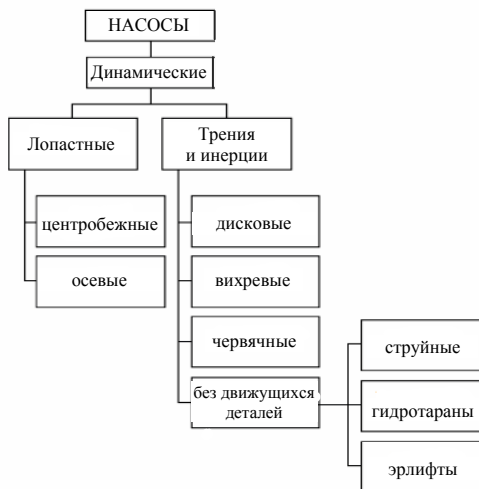 НАСОСЫ
Динамические
Лопастные
Трения
и инерции
центробежные
осевые
дисковые
вихревые
червячные
без движущихся
деталей
струйные
гидротараны
эрлифты